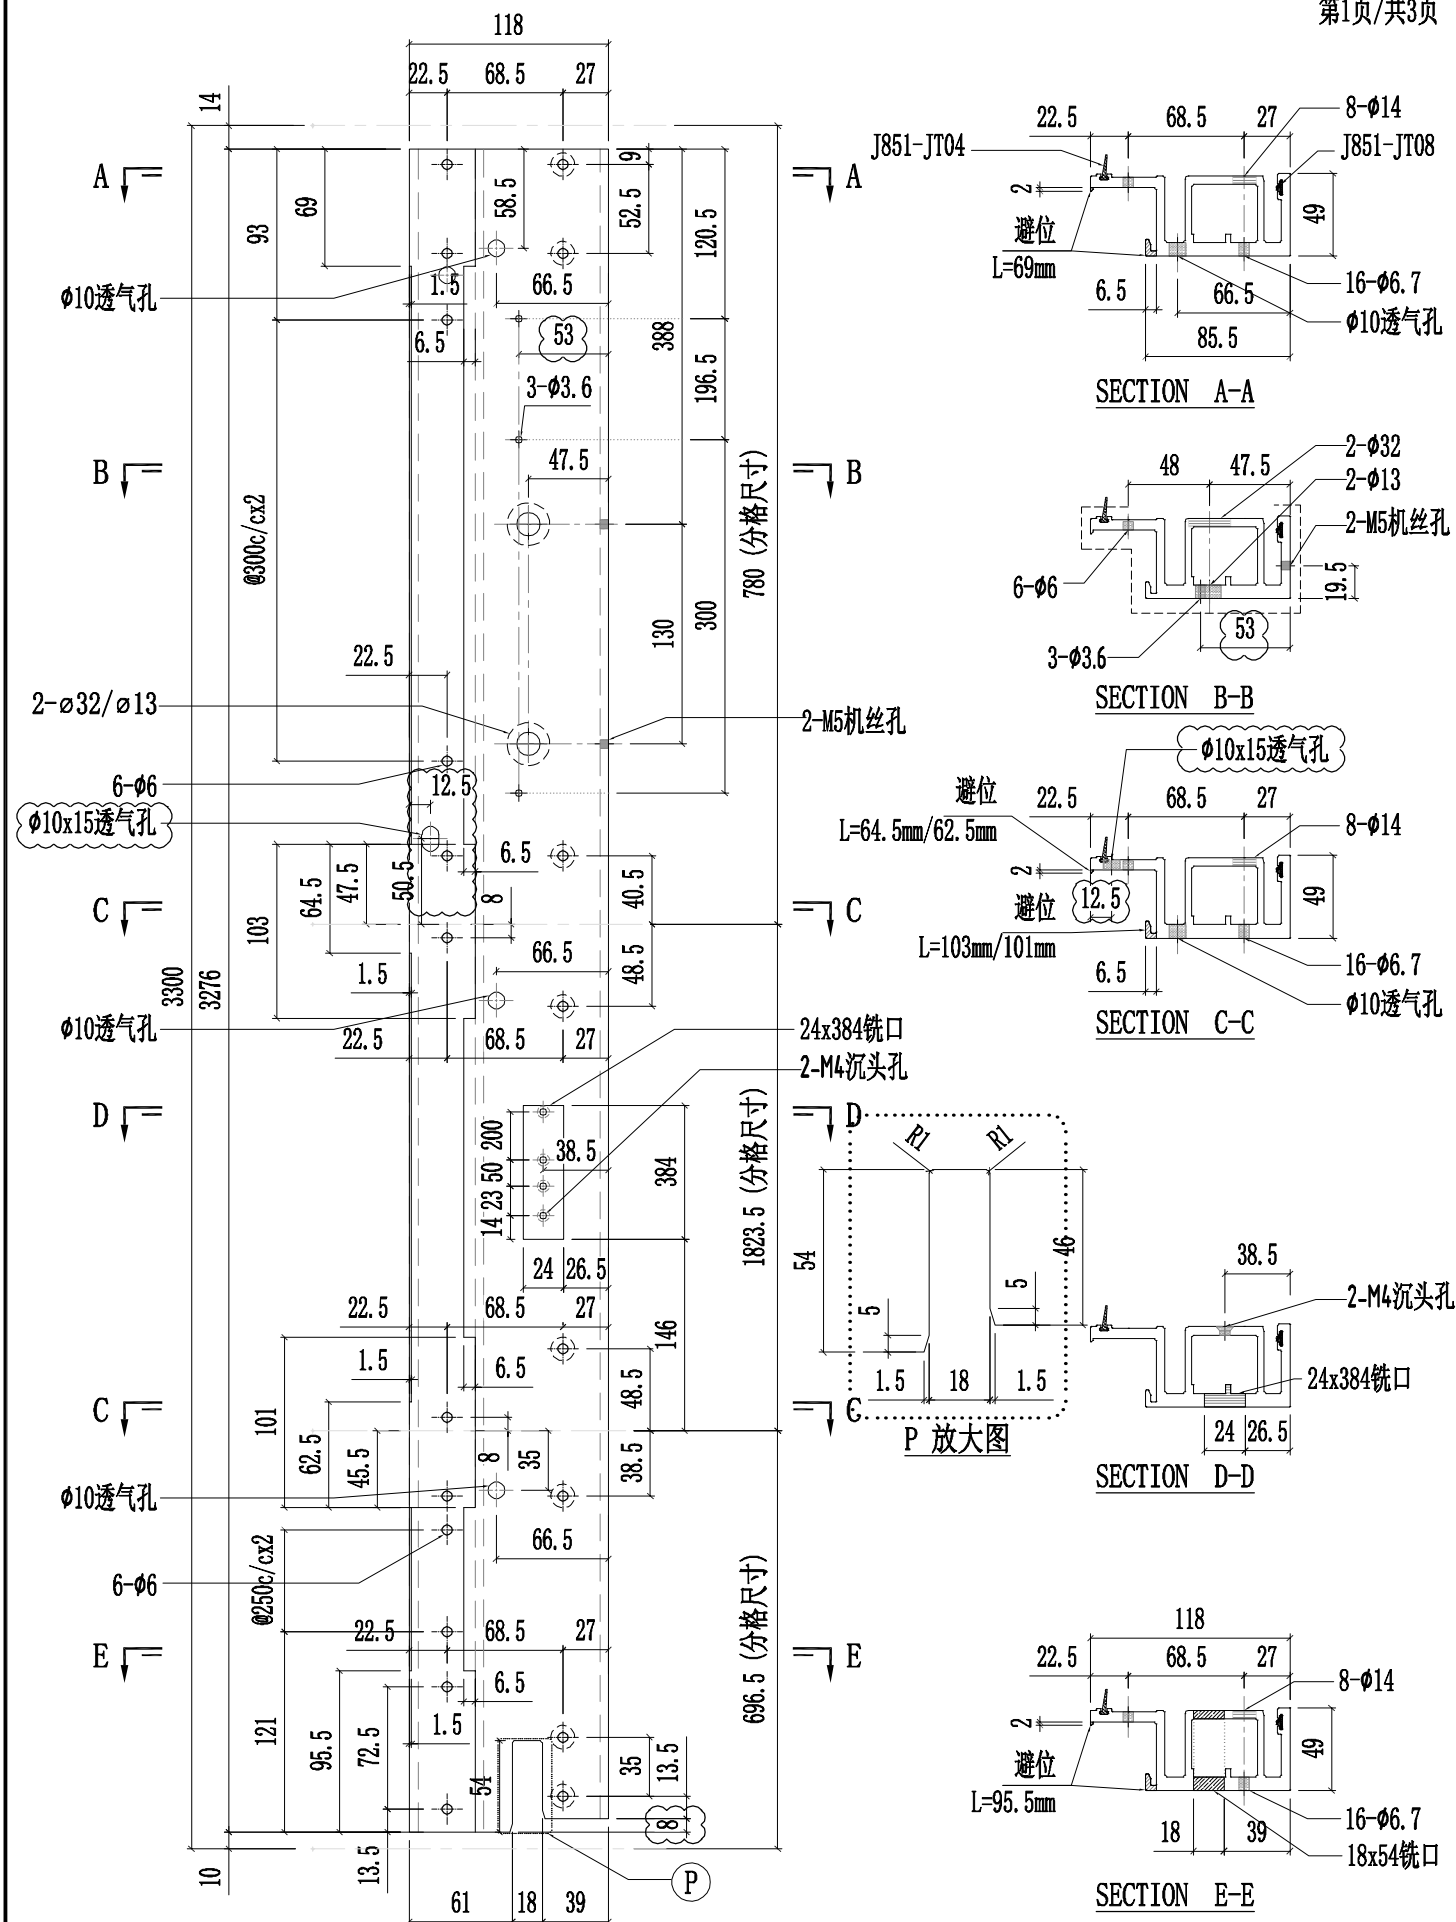 第1页/共3页
118
22.5 68.5 27
14
A A
93
69
58.5
9
52.5
120.5
φ10透气孔
1.5
66.5
6.5
53
388
3-φ3.6
196.5
B B
47.5
@300c/cx2
780 (分格尺寸)
130
300
22.5
2-⌀32/⌀13
2-M5机丝孔
6-φ6
12.5
φ10x15透气孔
6.5
64.5
47.5
50.5
8
40.5
C C
103
66.5
48.5
1.5
3300
3276
φ10透气孔
22.5 68.5 27
24x384铣口
2-M4沉头孔
D D
200
50
23
14
38.5
384
1823.5 (分格尺寸)
24 26.5
22.5 68.5 27
146
1.5
6.5
48.5
C C
101
62.5
45.5
8
35
38.5
φ10透气孔
66.5
@250c/cx2
6-φ6
696.5 (分格尺寸)
22.5 68.5 27
E E
6.5
1.5
121
95.5
72.5
54
35
13.5
8
10
13.5
P
61 18 39
22.5 68.5 27
8-φ14
J851-JT04
J851-JT08
2
49
避位
L=69mm
6.5
66.5
16-φ6.7
φ10透气孔
85.5
SECTION A-A
48 47.5
2-φ32
2-φ13
2-M5机丝孔
6-φ6
19.5
53
3-φ3.6
SECTION B-B
φ10x15透气孔
避位
22.5 68.5 27
L=64.5mm/62.5mm
8-φ14
2
12.5
49
避位
L=103mm/101mm
6.5
16-φ6.7
φ10透气孔
SECTION C-C
R1 R1
54
46
5
5
1.5 18 1.5
P 放大图
38.5
2-M4沉头孔
24x384铣口
24 26.5
SECTION D-D
118
22.5 68.5 27
8-φ14
2
49
避位
L=95.5mm
16-φ6.7
18 39
18x54铣口
SECTION E-E